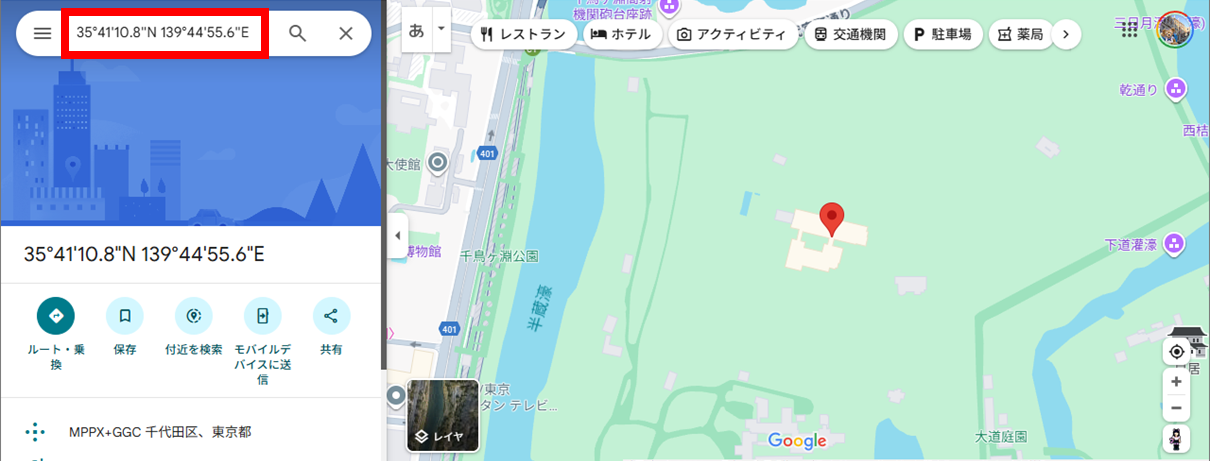 35°41'10.8"N 139°44'55.6"E
35°41'10.8"N 139°44'55.6"E
ルート・乗
換
保存
付近を検索
モバイルデ
バイスに送
信
共有
MPPX+GGC 千代田区、東京都
あ
レストラン
ホテル
アクティビティ
交通機関
駐車場
薬局
機関砲台座跡
乾通り
西桔
401
大使館
博物館
千鳥ヶ淵公園
下道灌濠
半蔵濠
401
/東京
タン テレビ...
レイヤ
Google
大道庭園